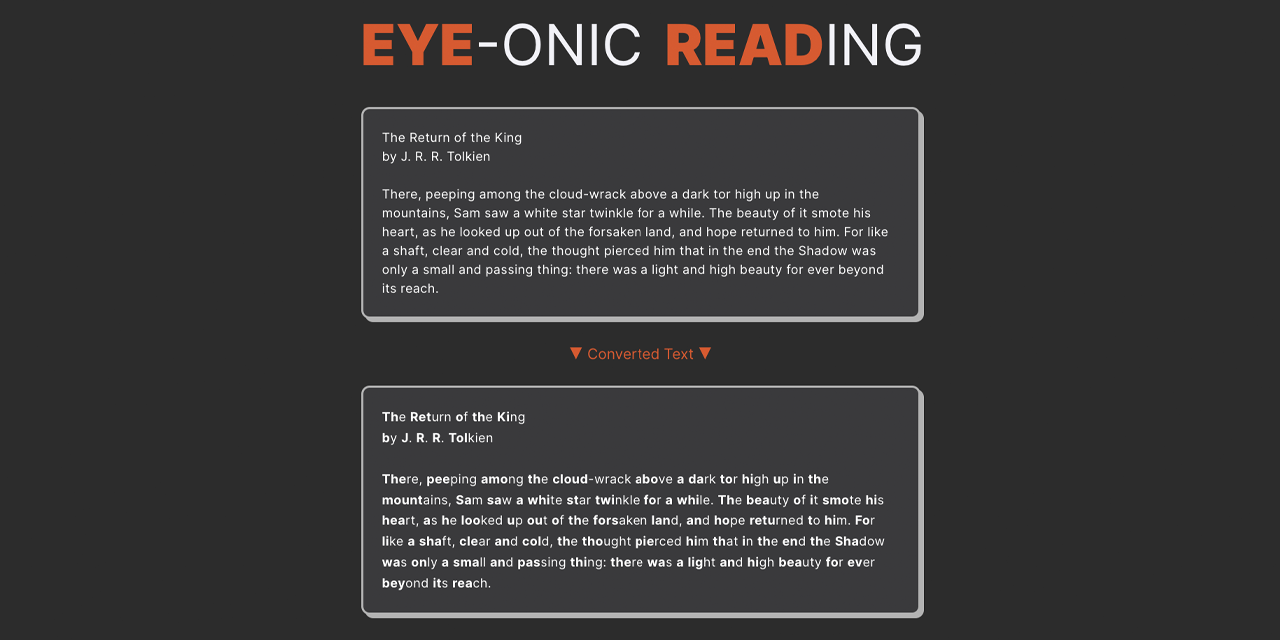 EYE-ONIC READING
The Return of the King
by J. R. R. Tolkien
There, peeping among the cloud-wrack above a dark tor high up in the
mountains, Sam saw a white star twinkle for a while. The beauty of it smote his
heart, as he looked up out of the forsaken land, and hope returned to him. For like
a shaft, clear and cold, the thought pierced him that in the end the Shadow was
only a small and passing thing: there was a light and high beauty for ever beyond
its reach.
▼ Converted Text ▼
The Return of the King
by J. R. R. Tolkien
There, peeping among the cloud-wrack above a dark tor high up in the
mountains, Sam saw a white star twinkle for a while. The beauty of it smote his
heart, as he looked up out of the forsaken land, and hope returned to him. For
like a shaft, clear and cold, the thought pierced him that in the end the Shadow
was only a small and passing thing: there was a light and high beauty for ever
beyond its reach.